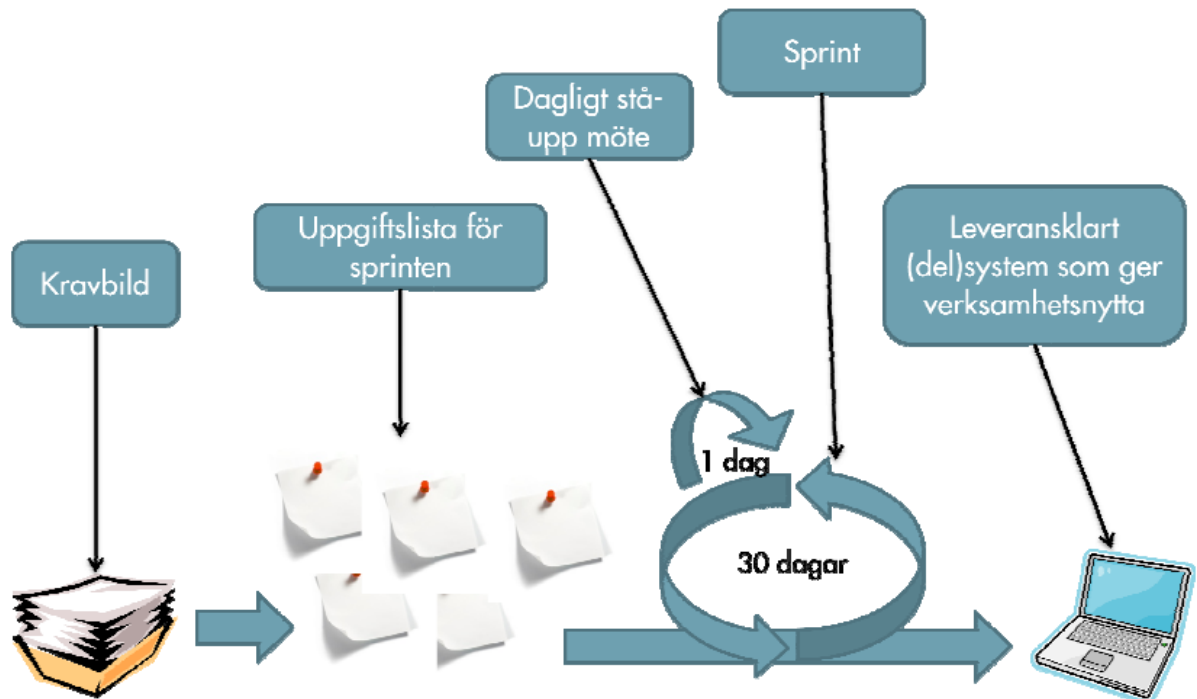 Sprint
Dagligt stå-
upp möte
Uppgiftslista för
sprinten
Leveransklart
(del)system som ger
verksamhetsnytta
Kravbild
1 dag
30 dagar